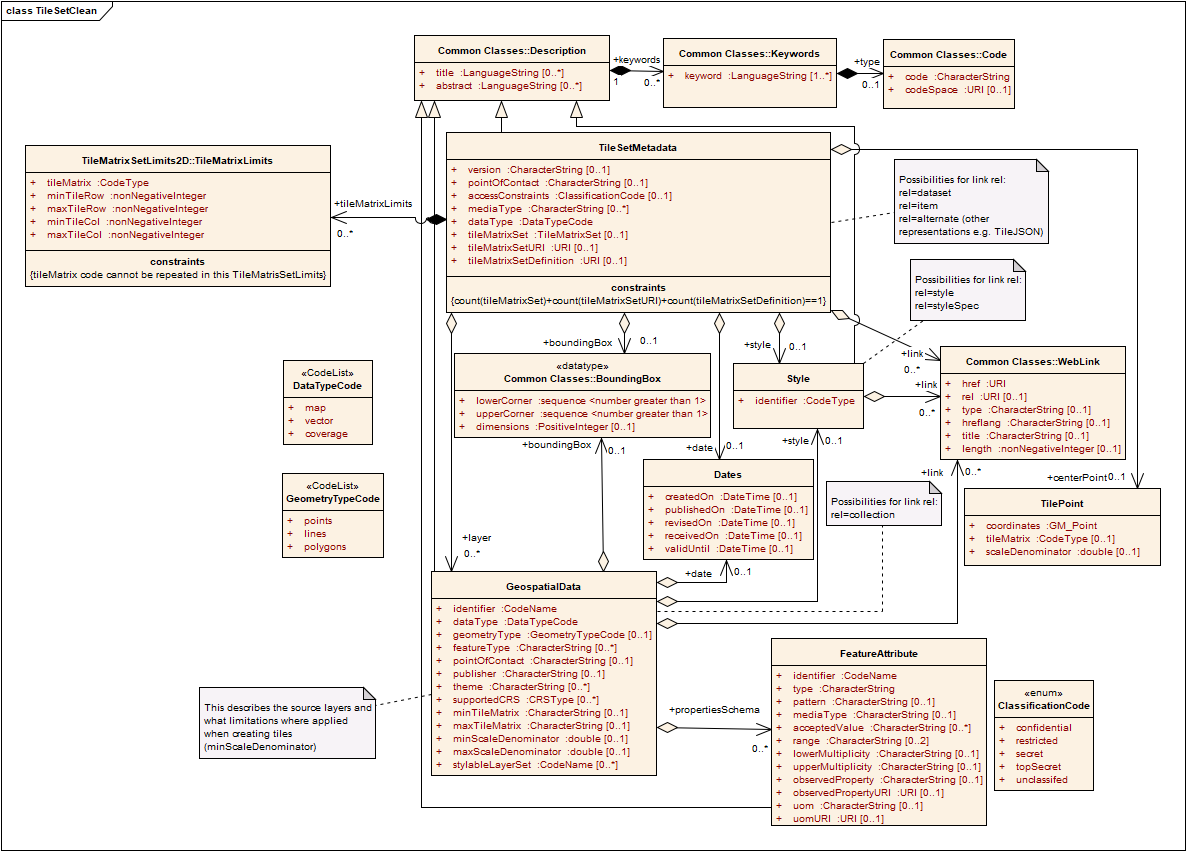 class TileSetClean
Common Classes::Description
+ title :LanguageString [0..*]
+ abstract :LanguageString [0..*]
+keywords
1
0..*
Common Classes::Keywords
+ keyword :LanguageString [1..*]
+type
0..1
Common Classes::Code
+ code :CharacterString
+ codeSpace :URI [0..1]
TileMatrixSetLimits2D::TileMatrixLimits
+ tileMatrix :CodeType
+ minTileRow :nonNegativeInteger
+ maxTileRow :nonNegativeInteger
+ minTileCol :nonNegativeInteger
+ maxTileCol :nonNegativeInteger
constraints
{tileMatrix code cannot be repeated in this TileMatrisSetLimits}
+tileMatrixLimits
0..*
TileSetMetadata
+ version :CharacterString [0..1]
+ pointOfContact :CharacterString [0..1]
+ accessConstraints :ClassificationCode [0..1]
+ mediaType :CharacterString [0..*]
+ dataType :DataTypeCode
+ tileMatrixSet :TileMatrixSet [0..1]
+ tileMatrixSetURI :URI [0..1]
+ tileMatrixSetDefinition :URI [0..1]
constraints
{count(tileMatrixSet)+count(tileMatrixSetURI)+count(tileMatrixSetDefinition)==1}
Possibilities for link rel:
rel=dataset
rel=item
rel=alternate (other
representations e.g. TileJSON)
Possibilities for link rel:
rel=style
rel=styleSpec
+boundingBox
0..1
+style
0..1
+link
0..*
«datatype»
Common Classes::BoundingBox
+ lowerCorner :sequence <number greater than 1>
+ upperCorner :sequence <number greater than 1>
+ dimensions :PositiveInteger [0..1]
Style
+ identifier :CodeType
+link
0..*
Common Classes::WebLink
+ href :URI
+ rel :URI [0..1]
+ type :CharacterString [0..1]
+ hreflang :CharacterString [0..1]
+ title :CharacterString [0..1]
+ length :nonNegativeInteger [0..1]
«CodeList»
DataTypeCode
+ map
+ vector
+ coverage
«CodeList»
GeometryTypeCode
+ points
+ lines
+ polygons
+boundingBox
0..1
+date
0..1
+style
0..1
+link
0..*
+centerPoint
0..1
Dates
+ createdOn :DateTime [0..1]
+ publishedOn :DateTime [0..1]
+ revisedOn :DateTime [0..1]
+ receivedOn :DateTime [0..1]
+ validUntil :DateTime [0..1]
Possibilities for link rel:
rel=collection
TilePoint
+ coordinates :GM_Point
+ tileMatrix :CodeType [0..1]
+ scaleDenominator :double [0..1]
+layer
0..*
+date
0..1
GeospatialData
+ identifier :CodeName
+ dataType :DataTypeCode
+ geometryType :GeometryTypeCode [0..1]
+ featureType :CharacterString [0..*]
+ pointOfContact :CharacterString [0..1]
+ publisher :CharacterString [0..1]
+ theme :CharacterString [0..*]
+ supportedCRS :CRSType [0..*]
+ minTileMatrix :CharacterString [0..1]
+ maxTileMatrix :CharacterString [0..1]
+ minScaleDenominator :double [0..1]
+ maxScaleDenominator :double [0..1]
+ stylableLayerSet :CodeName [0..*]
This describes the source layers and
what limitations where applied
when creating tiles
(minScaleDenominator)
+propertiesSchema
0..*
FeatureAttribute
+ identifier :CodeName
+ type :CharacterString
+ pattern :CharacterString [0..1]
+ mediaType :CharacterString [0..1]
+ acceptedValue :CharacterString [0..*]
+ range :CharacterString [0..2]
+ lowerMultiplicity :CharacterString [0..1]
+ upperMultiplicity :CharacterString [0..1]
+ observedProperty :CharacterString [0..1]
+ observedPropertyURI :URI [0..1]
+ uom :CharacterString [0..1]
+ uomURI :URI [0..1]
«enum»
ClassificationCode
+ confidential
+ restricted
+ secret
+ topSecret
+ unclassifed